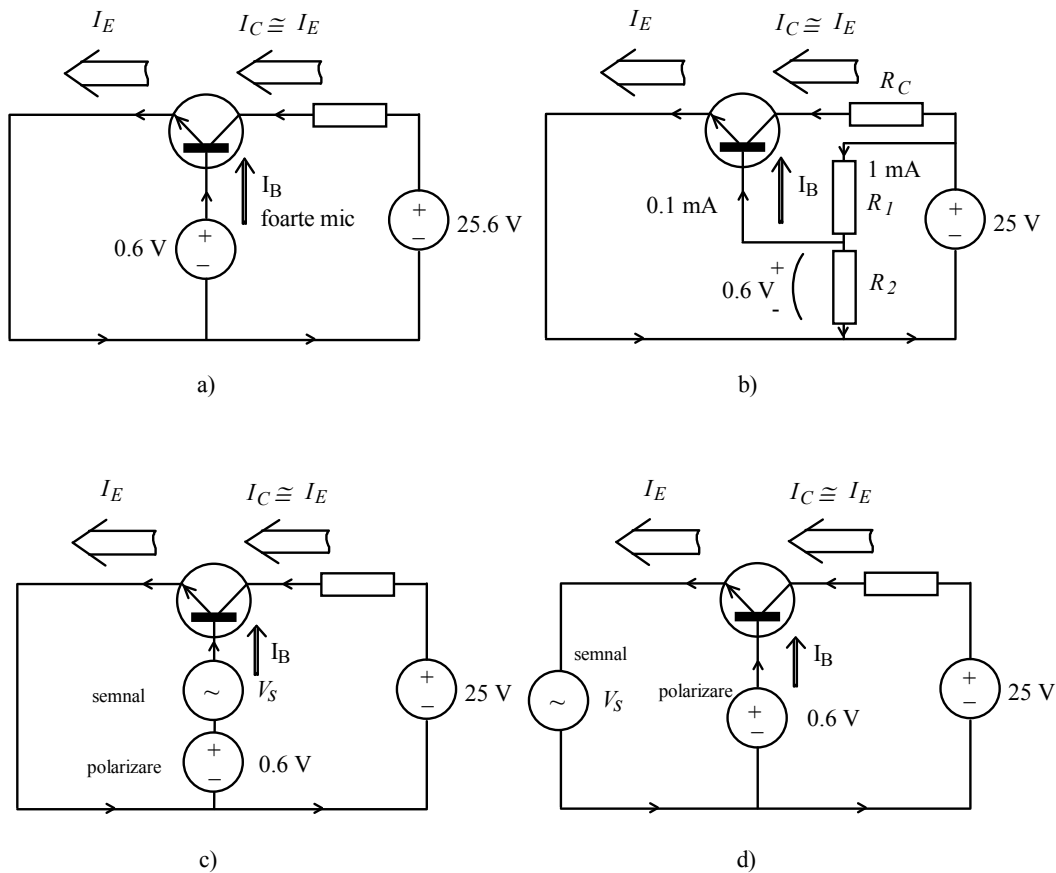 I_E I_C ≅ I_E
I_B
foarte mic
0.6 V
25.6 V
+
–
+
–
a)
I_E I_C ≅ I_E
R_C
1 mA
I_B
0.1 mA
R_1
25 V
+
–
0.6 V
+
-
R_2
b)
I_E I_C ≅ I_E
I_B
semnal ~ V_S
25 V
+
–
polarizare
+
–
0.6 V
c)
I_E I_C ≅ I_E
semnal
I_B
~ V_S
polarizare
+
–
0.6 V
25 V
+
–
d)